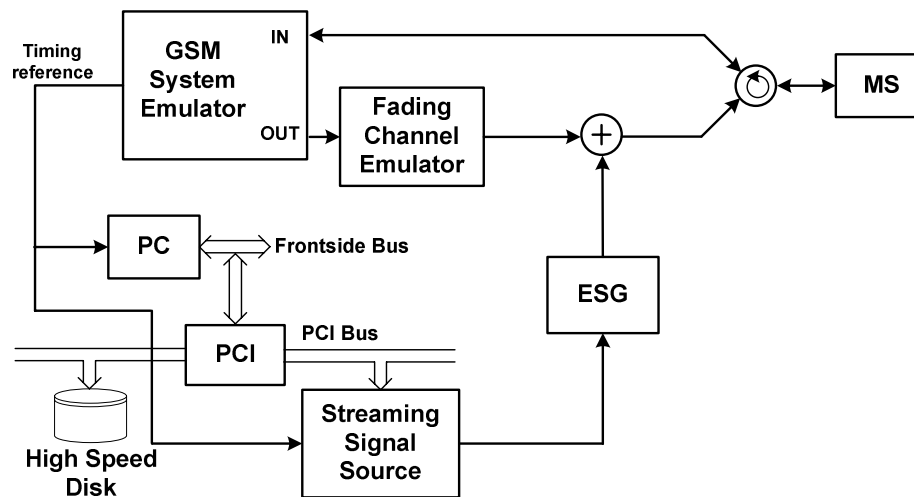 Timing
reference
GSM
System
Emulator
IN
OUT
Fading
Channel
Emulator
+
MS
PC
Frontside Bus
ESG
PCI Bus
PCI
High Speed
Disk
Streaming
Signal
Source